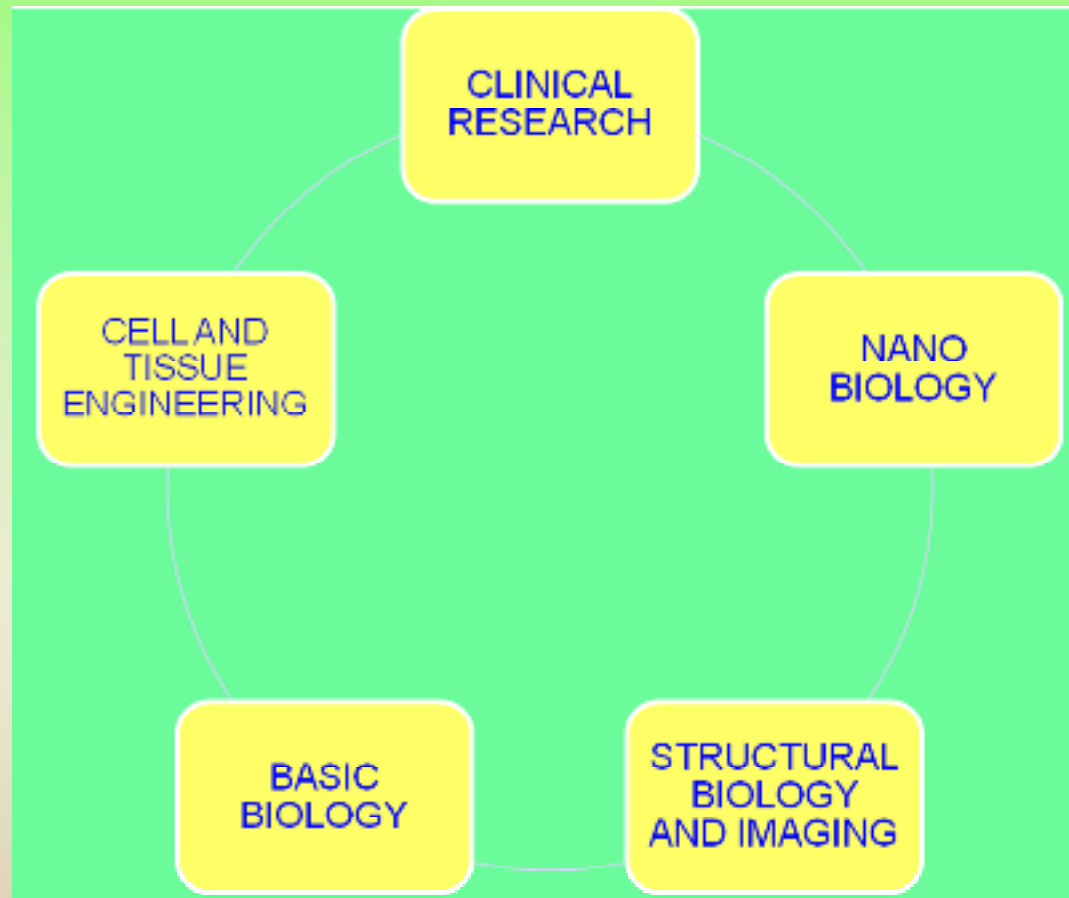 CLINICAL
RESEARCH
NANO
BIOLOGY
STRUCTURAL
BIOLOGY
AND IMAGING
BASIC
BIOLOGY
CELL AND
TISSUE
ENGINEERING